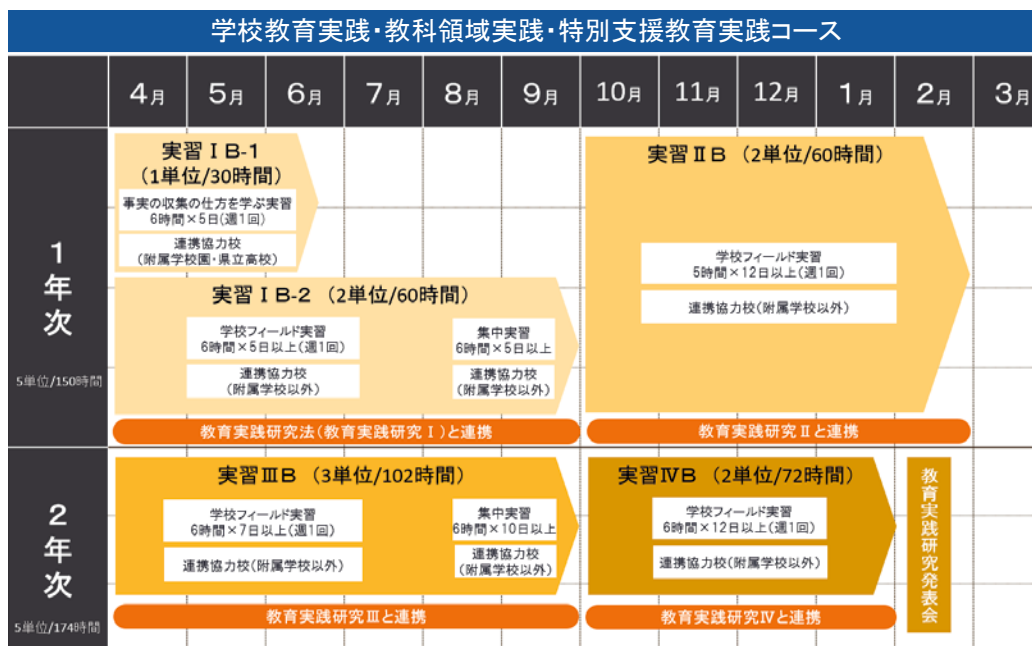 学校教育実践・教科領域実践・特別支援教育実践コース
4月 5月 6月 7月 8月 9月 10月 11月 12月 1月 2月 3月
1年次
5単位/150時間
実習ⅠB-1
(1単位/30時間)
事実の収集の仕方を学ぶ実習
6時間×5日(週1回)
連携協力校
(附属学校園・県立高校)
実習ⅠB-2 (2単位/60時間)
学校フィールド実習
6時間×5日以上(週1回)
連携協力校
(附属学校以外)
集中実習
6時間×5日以上
連携協力校
(附属学校以外)
教育実践研究法(教育実践研究Ⅰ)と連携
実習ⅡB (2単位/60時間)
学校フィールド実習
5時間×12日以上(週1回)
連携協力校(附属学校以外)
教育実践研究Ⅱと連携
2年次
5単位/174時間
実習ⅢB (3単位/102時間)
学校フィールド実習
6時間×7日以上(週1回)
連携協力校(附属学校以外)
集中実習
6時間×10日以上
連携協力校
(附属学校以外)
教育実践研究Ⅲと連携
実習ⅣB (2単位/72時間)
学校フィールド実習
6時間×12日以上(週1回)
連携協力校(附属学校以外)
教育実践研究Ⅳと連携
教育実践研究発表会